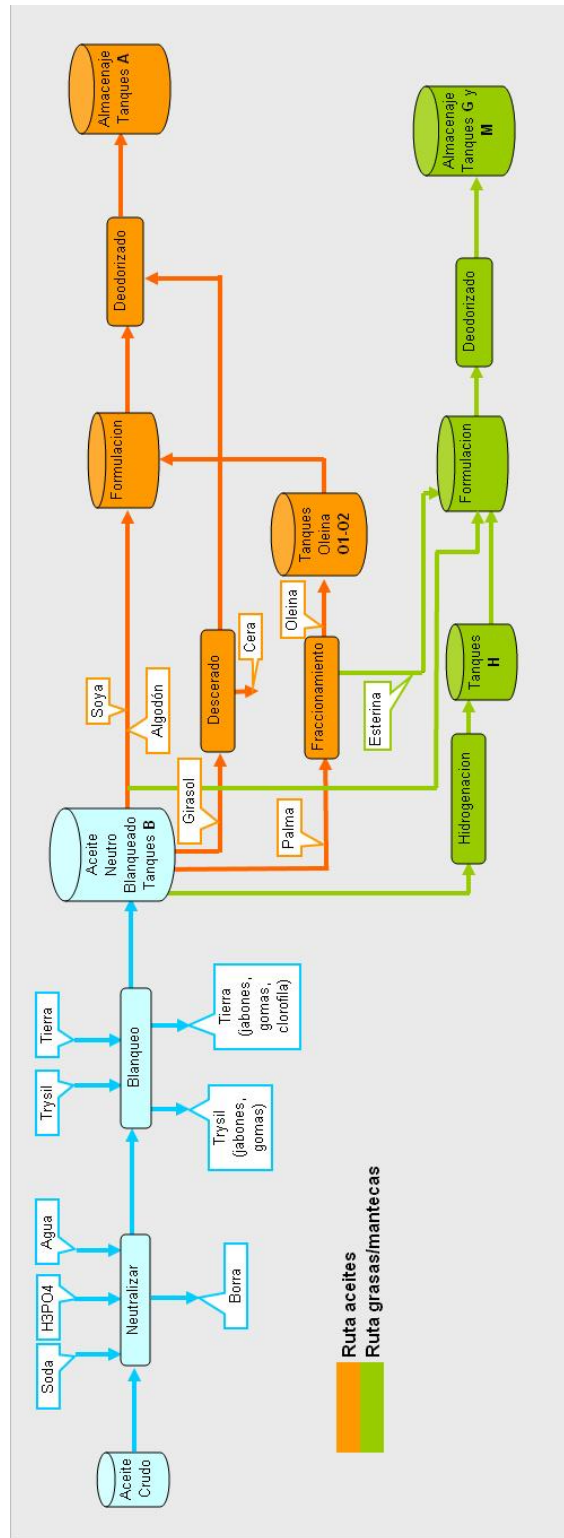 Aceite
Crudo
Soda
H3PO4
Agua
Neutralizar
Borra
Trysil
Tierra
Blanqueo
Trysil
(jabones,
gomas)
Tierra
(jabones,
gomas,
clorofila)
Aceite
Neutro
Blanqueado
Tanques B
Soya
Algodón
Girasol
Descerado
Cera
Palma
Fraccionamiento
Oleina
Tanques
Oleina
O1-O2
Esterina
Formulacion
Deodorizado
Almacenaje
Tanques A
Hidrogenacion
Tanques
H
Formulacion
Deodorizado
Almacenaje
Tanques G y
M
Ruta aceites
Ruta grasas/mantecas